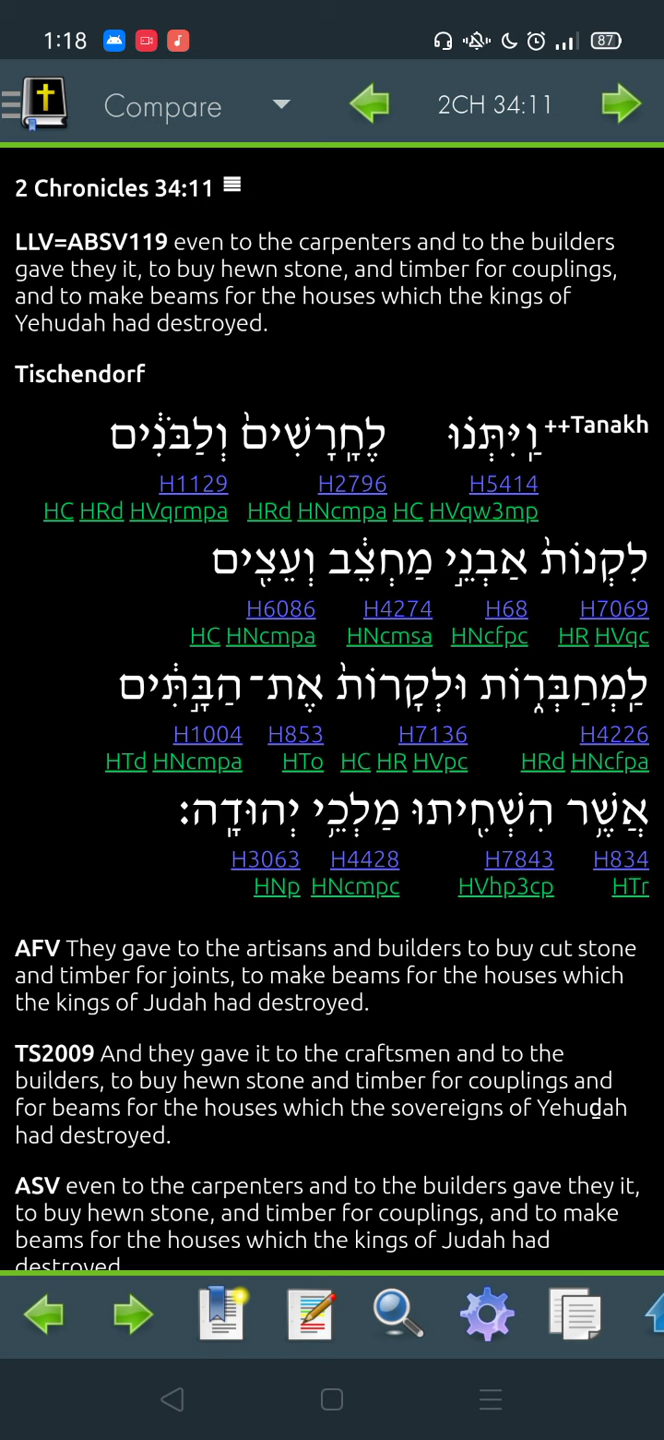 1:18
87
Compare
2CH 34:11
2 Chronicles 34:11
LLV=ABSV119 even to the carpenters and to the builders
gave they it, to buy hewn stone, and timber for couplings,
and to make beams for the houses which the kings of
Yehudah had destroyed.
Tischendorf
++Tanakh וַֽיִּתְּנ֗וּ לֶחָֽרָשִׁים֙ וְלַבֹּנִ֔ים
H1129 H2796 H5414
HC HRd HVqrmpa HRd HNcmpa HC HVqw3mp
לִקְנוֹת֙ אַבְנֵ֣י מַחְצֵ֔ב וְעֵצִ֖ים
H6086 H4274 H68 H7069
HC HNcmpa HNcmsa HNcfpc HR HVqc
לַֽמְחַבְּר֑וֹת וּלְקָרוֹת֙ אֶת־הַבָּ֣תִּ֔ים
H1004 H853 H7136 H4226
HTd HNcmpa HTo HC HR HVpc HRd HNcfpa
אֲשֶׁ֥ר הִשְׁחִ֖יתוּ מַלְכֵ֥י יְהוּדָֽה׃
H3063 H4428 H7843 H834
HNp HNcmpc HVhp3cp HTr
AFV They gave to the artisans and builders to buy cut stone
and timber for joints, to make beams for the houses which
the kings of Judah had destroyed.
TS2009 And they gave it to the craftsmen and to the
builders, to buy hewn stone and timber for couplings and
for beams for the houses which the sovereigns of Yehuḏah
had destroyed.
ASV even to the carpenters and to the builders gave they it,
to buy hewn stone, and timber for couplings, and to make
beams for the houses which the kings of Judah had
destroyed